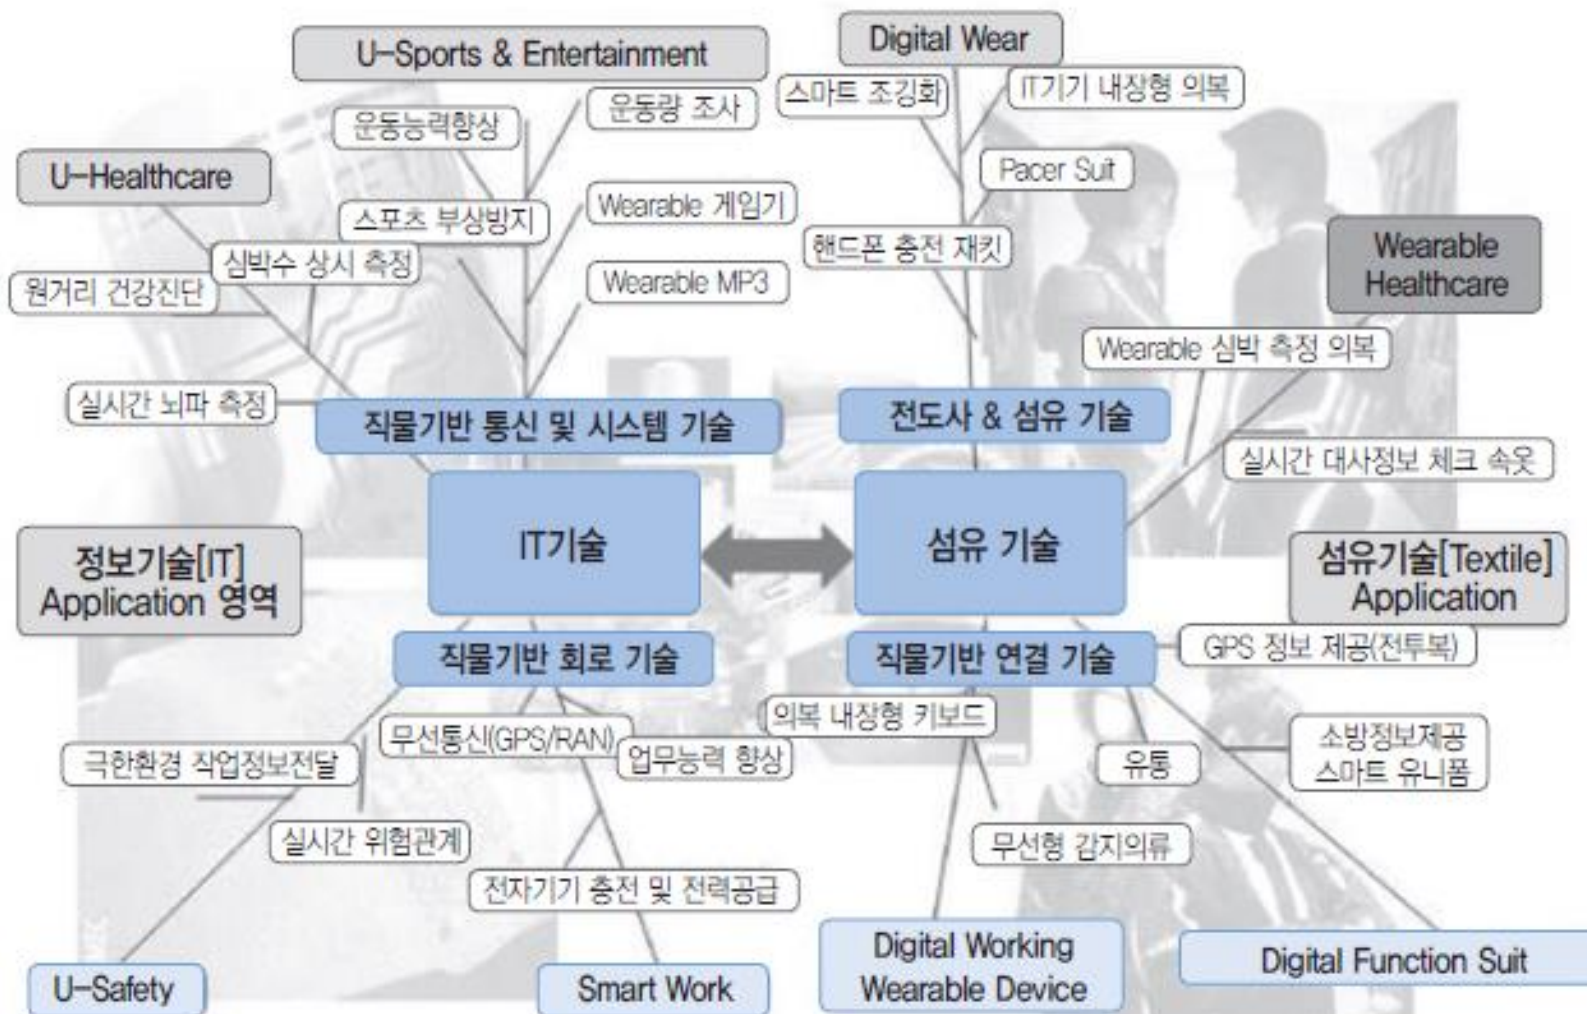 U-Sports & Entertainment
Digital Wear
스마트 조깅화
IT기기 내장형 의복
운동능력향상
운동량 조사
U-Healthcare
Pacer Suit
스포츠 부상방지
Wearable 게임기
핸드폰 충전 재킷
Wearable
Healthcare
심박수 상시 측정
원거리 건강진단
Wearable MP3
Wearable 심박 측정 의복
실시간 뇌파 측정
직물기반 통신 및 시스템 기술
전도사 & 섬유 기술
실시간 대사정보 체크 속옷
IT기술
섬유 기술
정보기술[IT]
Application 영역
섬유기술[Textile]
Application
직물기반 회로 기술
직물기반 연결 기술
GPS 정보 제공(전투복)
무선통신(GPS/RAN)
의복 내장형 키보드
극한환경 작업정보전달
업무능력 향상
유통
소방정보제공
스마트 유니폼
실시간 위험관계
무선형 감지의류
전자기기 충전 및 전력공급
U-Safety
Smart Work
Digital Working
Wearable Device
Digital Function Suit